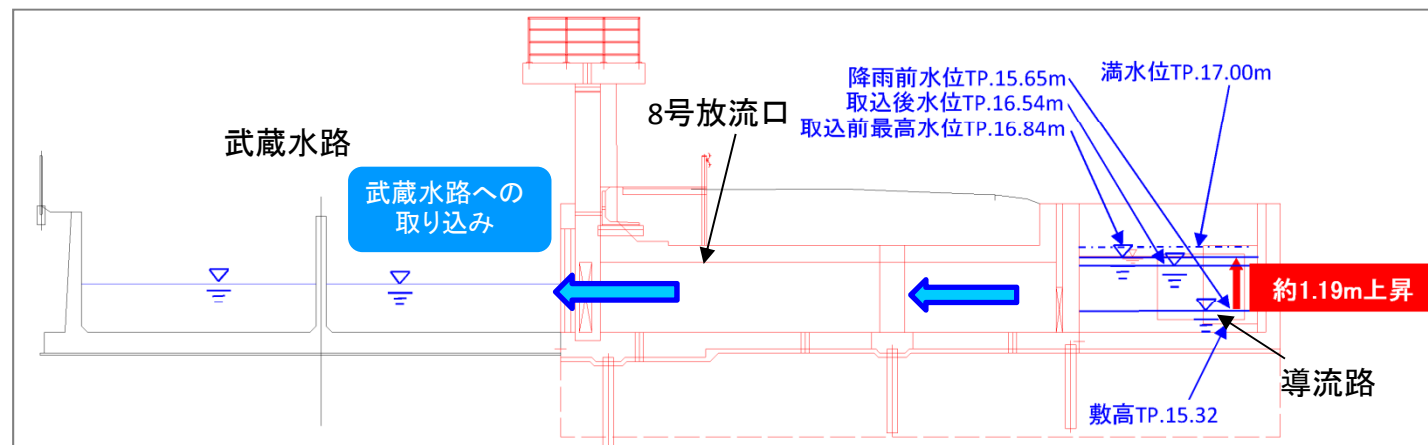 降雨前水位TP.15.65m
満水位TP.17.00m
取込後水位TP.16.54m
取込前最高水位TP.16.84m
8号放流口
武蔵水路
武蔵水路への
取り込み
約1.19m上昇
導流路
敷高TP.15.32